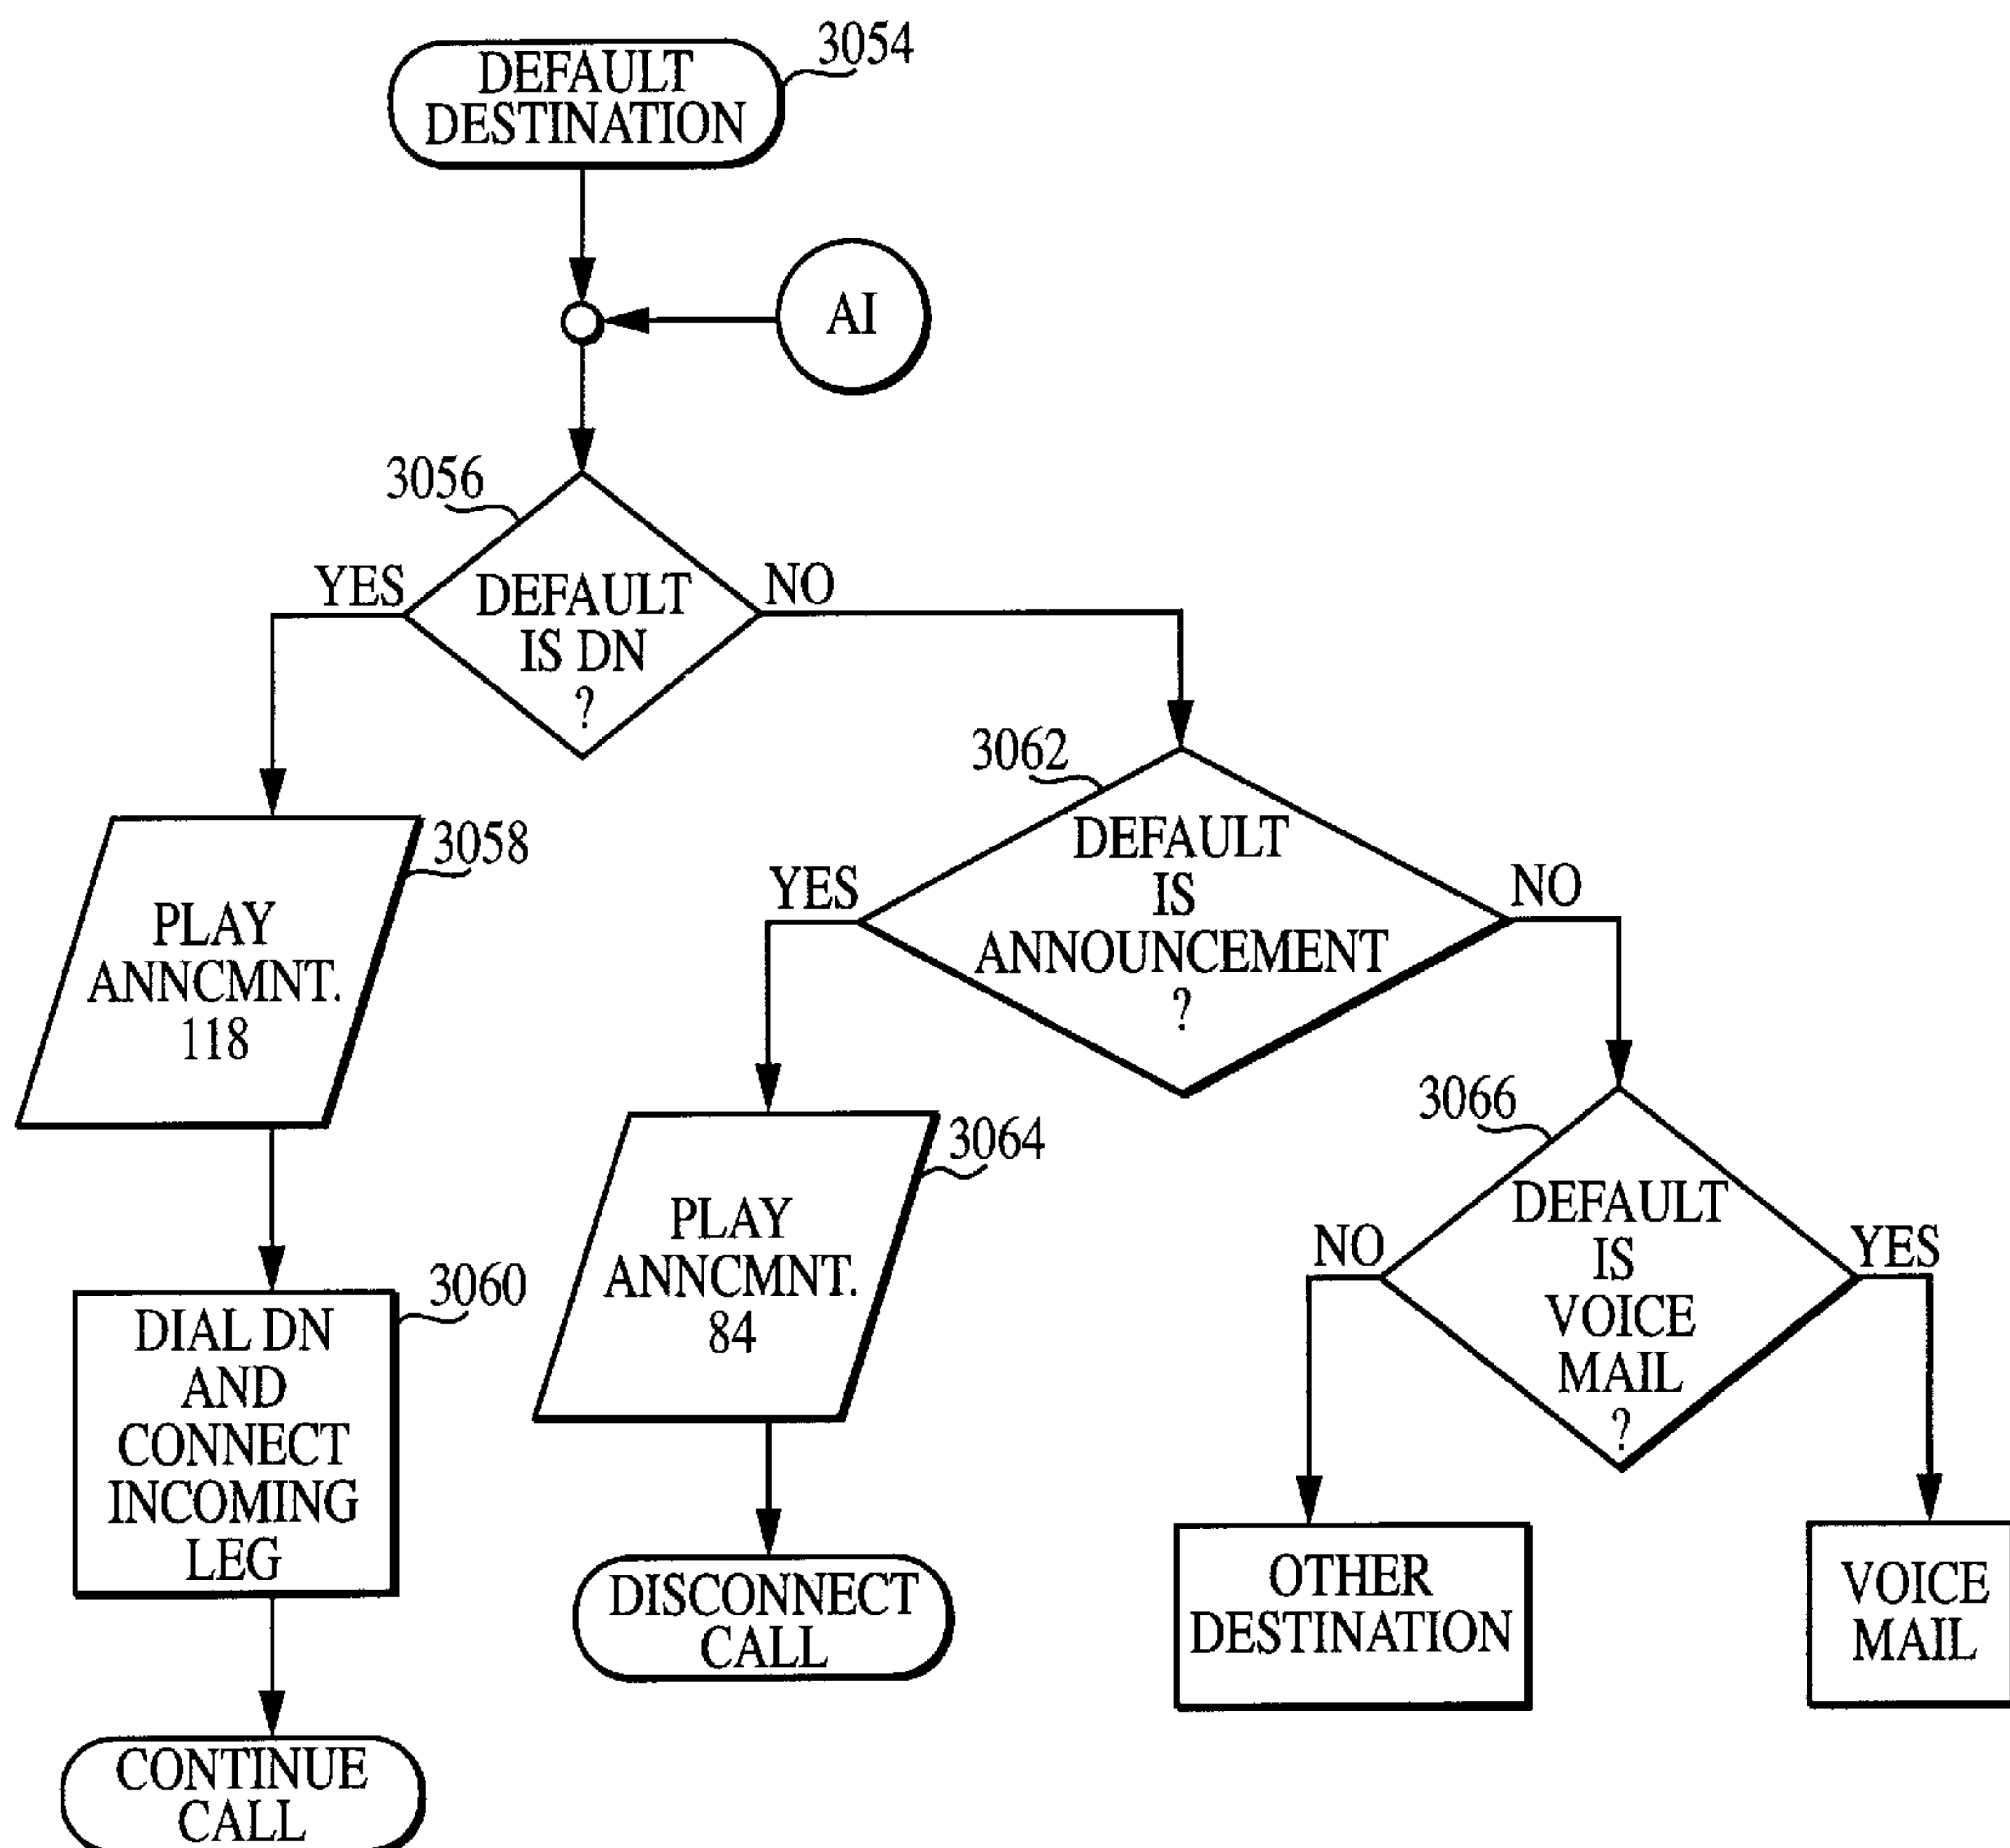 3054
DEFAULT
DESTINATION
AI
3056
YES
NO
DEFAULT
IS DN
?
3062
DEFAULT
IS
ANNOUNCEMENT
?
YES
NO
3058
PLAY
ANNCMNT.
118
3064
PLAY
ANNCMNT.
84
3066
DEFAULT
IS
VOICE
MAIL
?
NO
YES
3060
DIAL DN
AND
CONNECT
INCOMING
LEG
DISCONNECT
CALL
OTHER
DESTINATION
VOICE
MAIL
CONTINUE
CALL